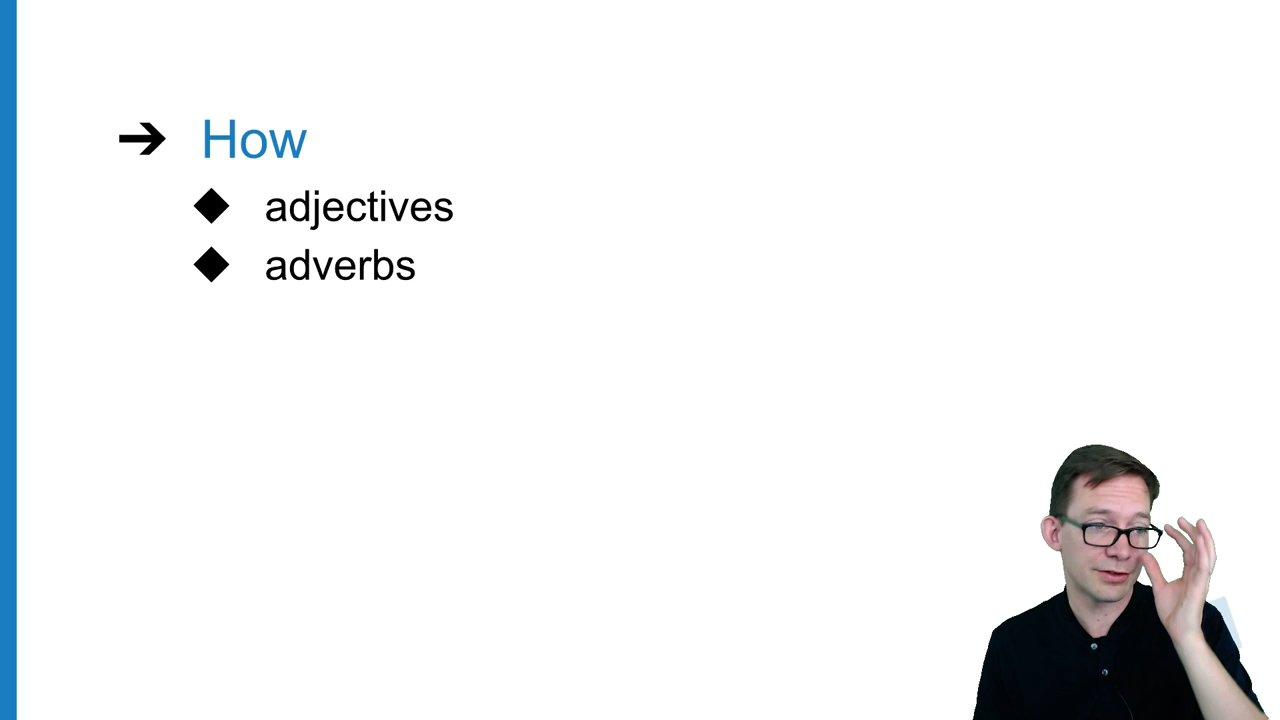 ➔ How
◆ adjectives
◆ adverbs